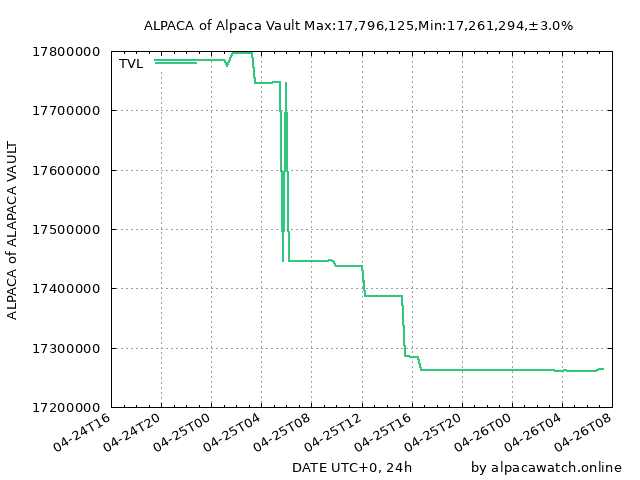 ALPACA of Alpaca Vault Max:17,796,125,Min:17,261,294,±3.0%
TVL
17800000
17700000
17600000
17500000
17400000
17300000
17200000
ALPACA of ALAPACA VAULT
04-24T16
04-24T20
04-25T00
04-25T04
04-25T08
04-25T12
04-25T16
04-25T20
04-26T00
04-26T04
04-26T08
DATE UTC+0, 24h
by alpacawatch.online